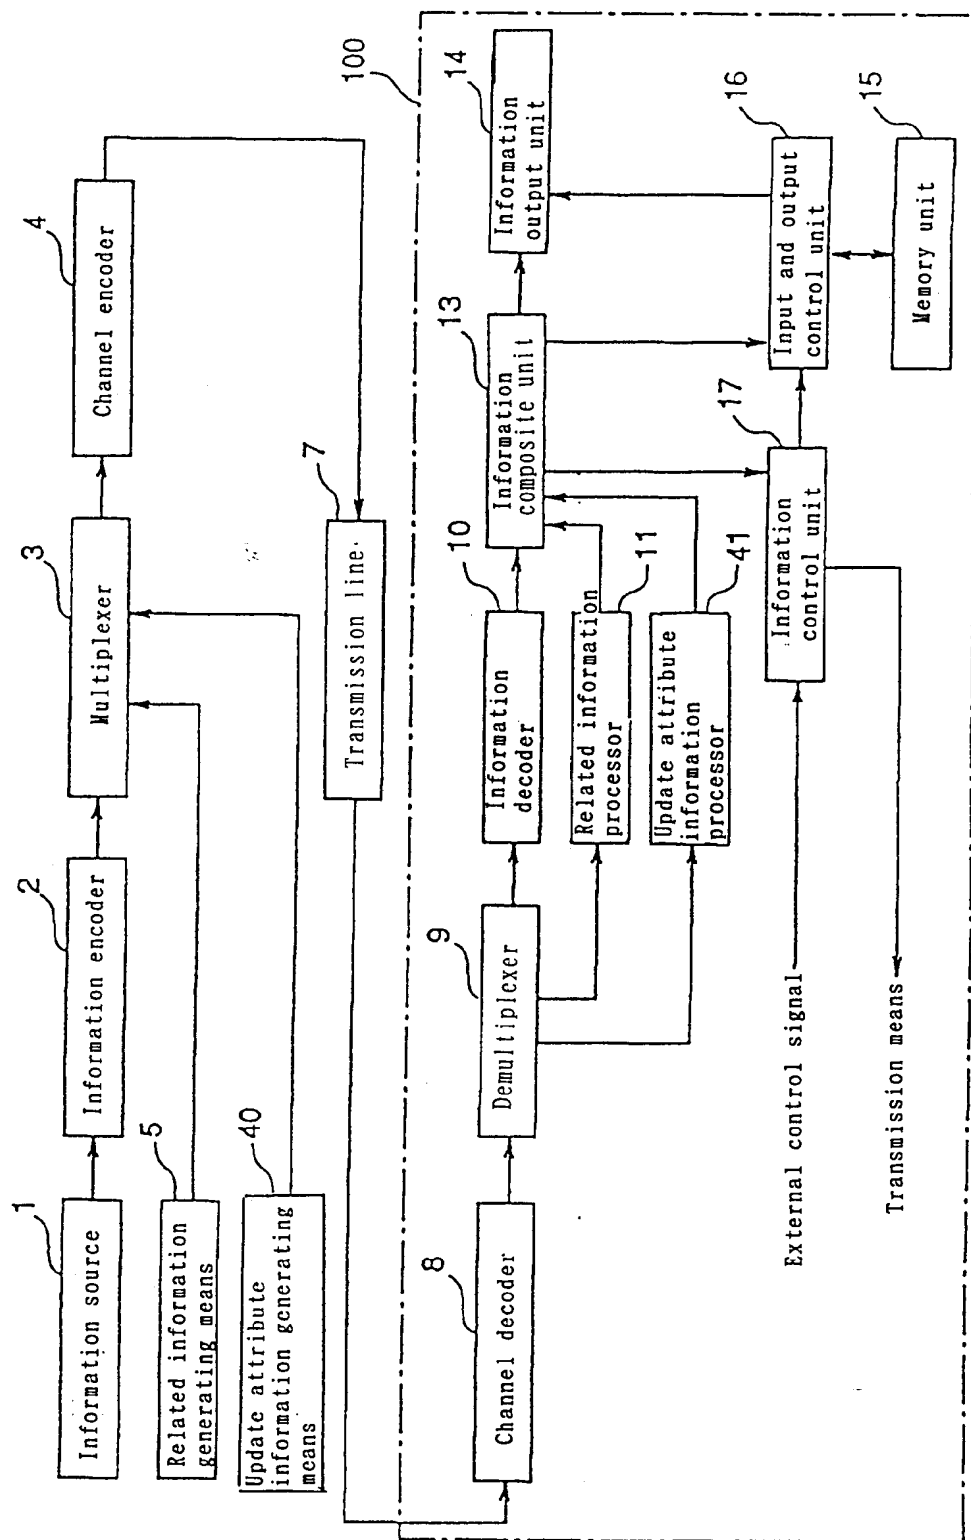 1
Information source
2
Information encoder
3
Multiplexer
4
Channel encoder
5
Related information
generating means
40
Update attribute
information generating
means
7
Transmission line
100
8
Channel decoder
9
Demultiplexer
10
Information
decoder
11
Related information
processor
41
Update attribute
information
processor
13
Information
composite unit
14
Information
output unit
17
Information
control unit
16
Input and output
control unit
15
Memory unit
External control signal
Transmission means